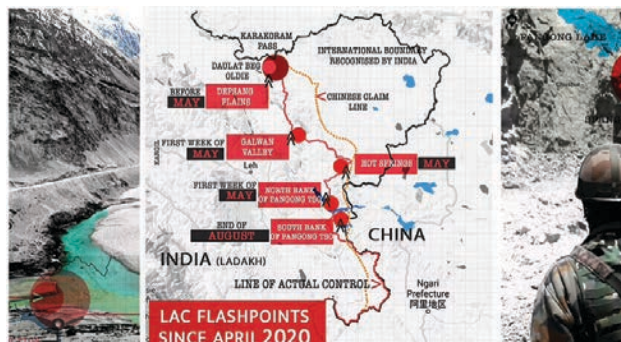 KARAKORAM
PASS
DAULAT BEG
OLDIE
INTERNATIONAL BOUNDARY
RECOGNISED BY INDIA
BEFORE
MAY
DEPHANG
PLAINS
CHINESE CLAIM
LINE
FIRST WEEK OF
MAY
GALWAN
VALLEY
Leh
HOT SPRINGS
MAY
FIRST WEEK OF
MAY
NORTH BANK
OF PANGONG TSO
END OF
AUGUST
SOUTH BANK
OF PANGONG TSO
CHINA
INDIA (LADAKH)
LINE OF ACTUAL CONTROL
Ngari
Prefecture
阿里地区
LAC FLASHPOINTS
SINCE APRIL 2020
PANGONG LAKE